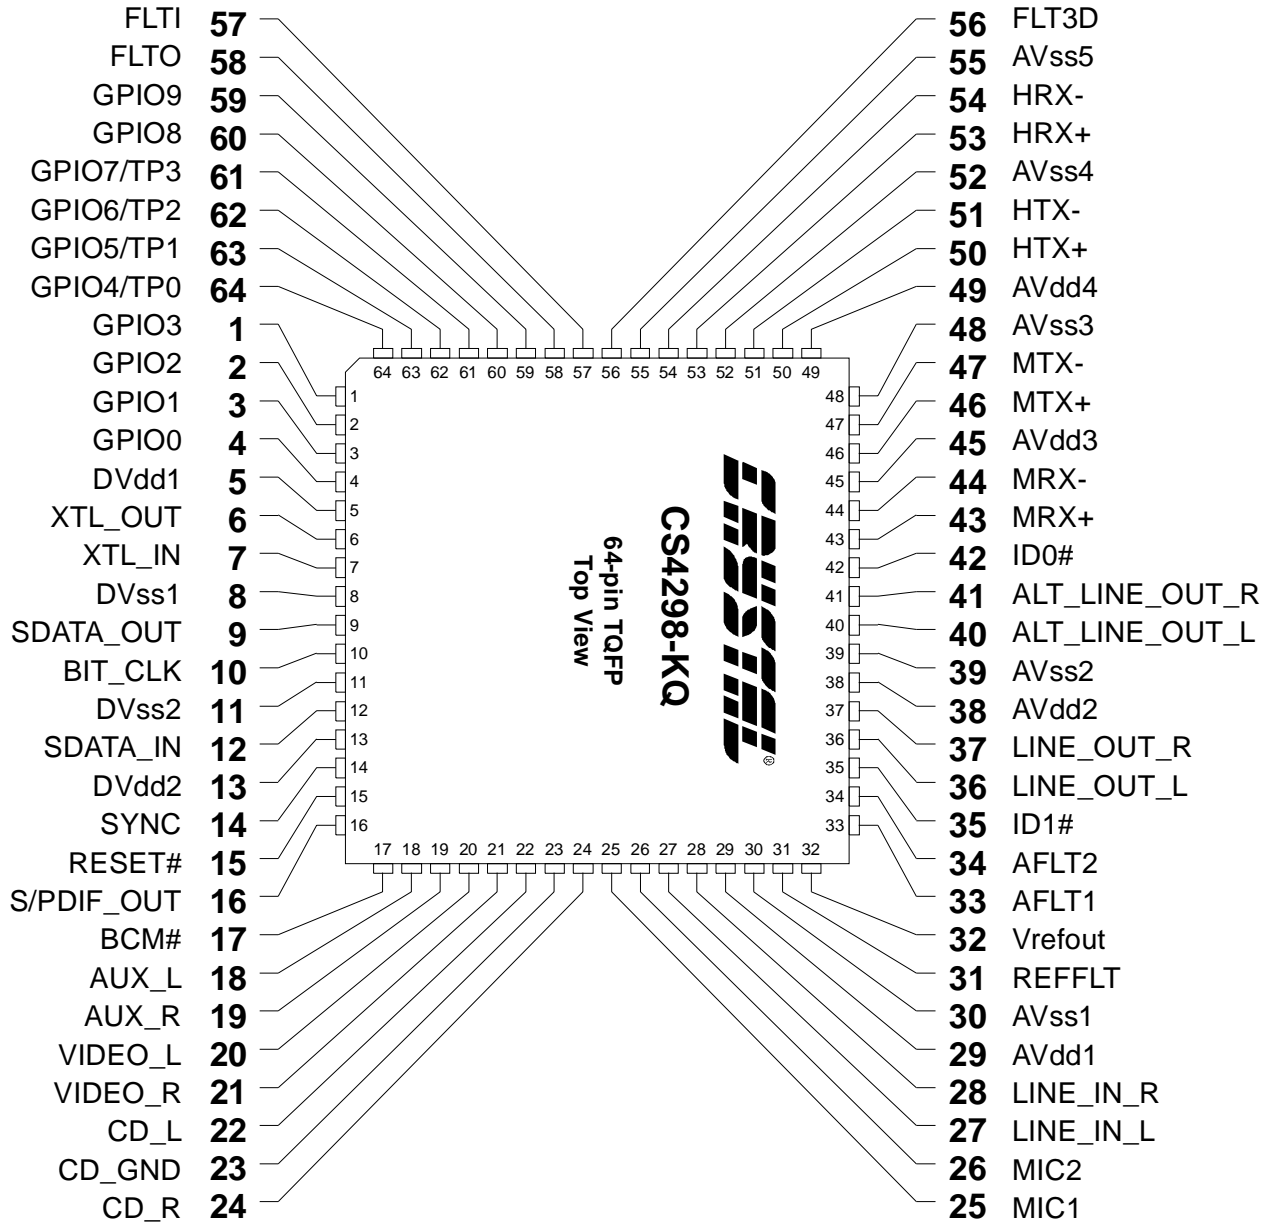 FLTI 57
FLTO 58
GPIO9 59
GPIO8 60
GPIO7/TP3 61
GPIO6/TP2 62
GPIO5/TP1 63
GPIO4/TP0 64
GPIO3 1
GPIO2 2
GPIO1 3
GPIO0 4
DVdd1 5
XTL_OUT 6
XTL_IN 7
DVss1 8
SDATA_OUT 9
BIT_CLK 10
DVss2 11
SDATA_IN 12
DVdd2 13
SYNC 14
RESET# 15
S/PDIF_OUT 16
BCM# 17
AUX_L 18
AUX_R 19
VIDEO_L 20
VIDEO_R 21
CD_L 22
CD_GND 23
CD_R 24
64 63 62 61 60 59 58 57 56 55 54 53 52 51 50 49
1
2
3
4
5
6
7
8
9
10
11
12
13
14
15
16
CRYSTAL
®
CS4298-KQ
64-pin TQFP
Top View
48
47
46
45
44
43
42
41
40
39
38
37
36
35
34
33
17 18 19 20 21 22 23 24 25 26 27 28 29 30 31 32
56 FLT3D
55 AVss5
54 HRX-
53 HRX+
52 AVss4
51 HTX-
50 HTX+
49 AVdd4
48 AVss3
47 MTX-
46 MTX+
45 AVdd3
44 MRX-
43 MRX+
42 ID0#
41 ALT_LINE_OUT_R
40 ALT_LINE_OUT_L
39 AVss2
38 AVdd2
37 LINE_OUT_R
36 LINE_OUT_L
35 ID1#
34 AFLT2
33 AFLT1
32 Vrefout
31 REFFLT
30 AVss1
29 AVdd1
28 LINE_IN_R
27 LINE_IN_L
26 MIC2
25 MIC1